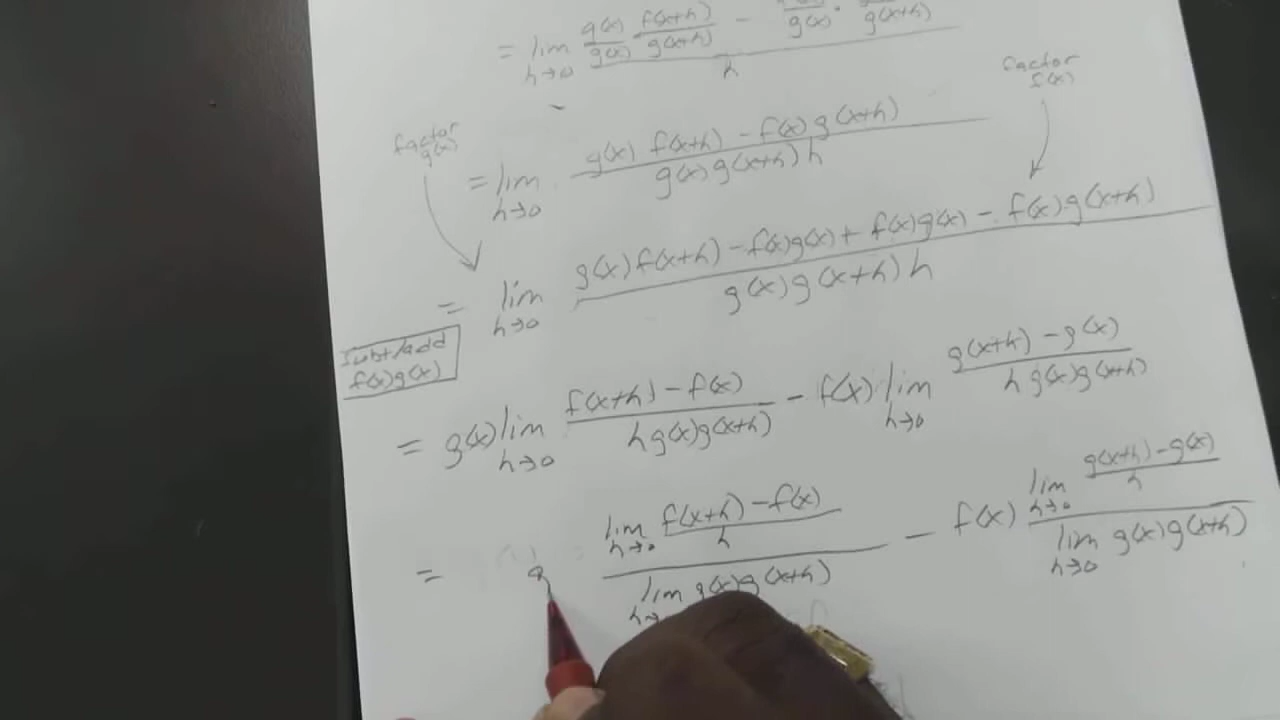 = lim h→0 g(x)/g(x) f(x+h)/g(x+h) − /g(x) · /g(x+h) / h
factor f(x)
factor g(x)
= lim h→0 g(x) f(x+h) − f(x) g(x+h) / g(x) g(x+h) h
= lim h→0 g(x) f(x+h) − f(x)g(x) + f(x)g(x) − f(x)g(x+h) / g(x) g(x+h) h
Subt/add
f(x)g(x)
= g(x) lim h→0 f(x+h) − f(x) / h g(x)g(x+h) − f(x) lim h→0 g(x+h) − g(x) / h g(x)g(x+h)
= g lim h→0 f(x+h) − f(x) / h / lim h→ g(x)g(x+h) − f(x) lim h→0 g(x+h) − g(x) / h / lim h→0 g(x)g(x+h)